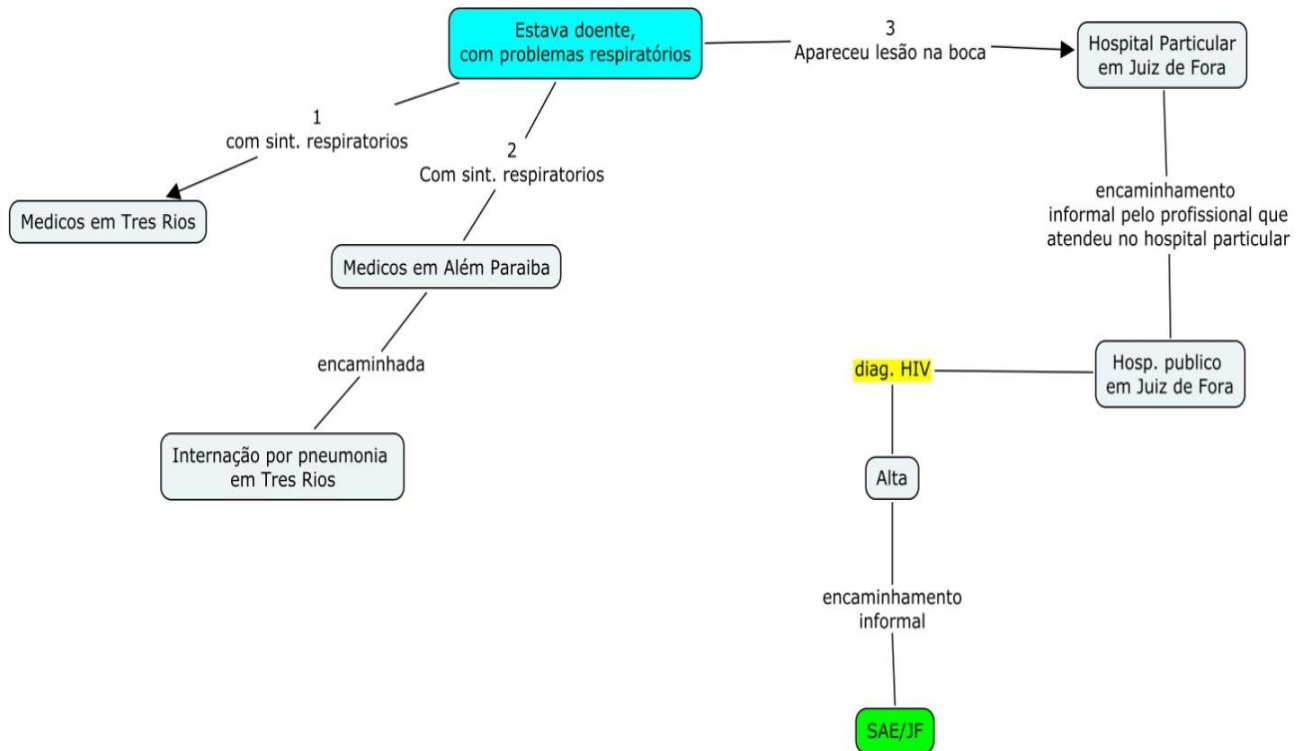 Estava doente,
com problemas respiratórios
3
Apareceu lesão na boca
Hospital Particular
em Juiz de Fora
1
com sint. respiratorios
2
Com sint. respiratorios
Medicos em Tres Rios
Medicos em Além Paraiba
encaminhada
Internação por pneumonia
em Tres Rios
encaminhamento
informal pelo profissional que
atendeu no hospital particular
Hosp. publico
em Juiz de Fora
diag. HIV
Alta
encaminhamento
informal
SAE/JF